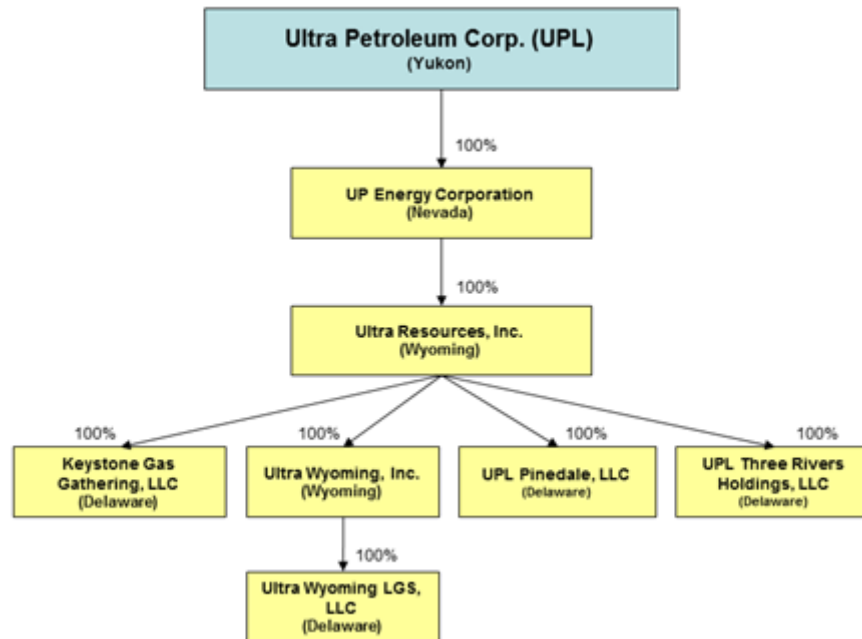 Ultra Petroleum Corp. (UPL)
(Yukon)
100%
UP Energy Corporation
(Nevada)
100%
Ultra Resources, Inc.
(Wyoming)
100%
100%
100%
100%
Keystone Gas
Gathering, LLC
(Delaware)
Ultra Wyoming, Inc.
(Wyoming)
UPL Pinedale, LLC
(Delaware)
UPL Three Rivers
Holdings, LLC
(Delaware)
100%
Ultra Wyoming LGS,
LLC
(Delaware)